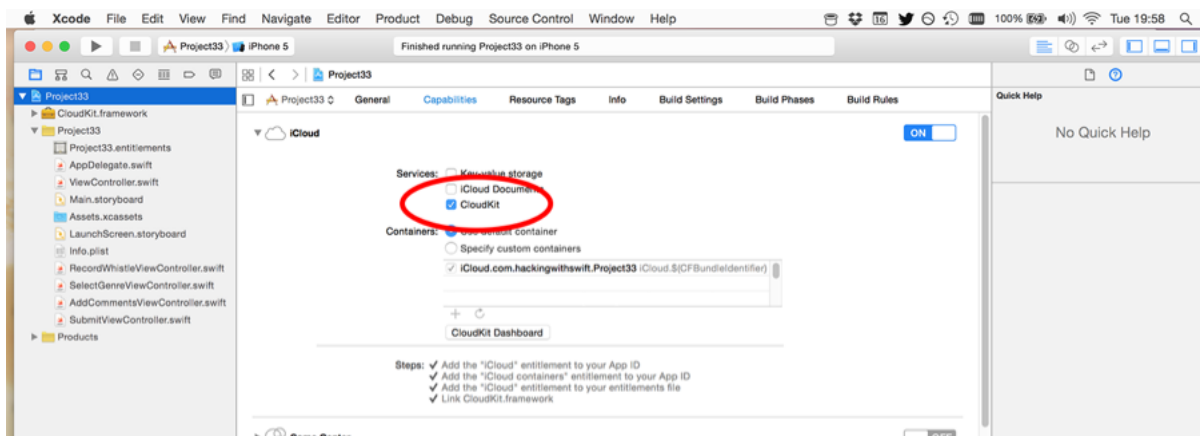 Xcode File Edit View Find Navigate Editor Product Debug Source Control Window Help 16 100% Tue 19:58
Project33 iPhone 5 Finished running Project33 on iPhone 5
Project33
Project33 General Capabilities Resource Tags Info Build Settings Build Phases Build Rules
Quick Help
No Quick Help
Project33
CloudKit.framework
Project33
Project33.entitlements
AppDelegate.swift
ViewController.swift
Main.storyboard
Assets.xcassets
LaunchScreen.storyboard
Info.plist
RecordWhistleViewController.swift
SelectGenreViewController.swift
AddCommentsViewController.swift
SubmitViewController.swift
Products
iCloud ON
Services: Key-value storage
iCloud Documents
CloudKit
Containers: Use default container
Specify custom containers
iCloud.com.hackingwithswift.Project33 iCloud.$(CFBundleIdentifier)
CloudKit Dashboard
Steps: ✓ Add the "iCloud" entitlement to your App ID
✓ Add the "iCloud containers" entitlement to your App ID
✓ Add the "iCloud" entitlement to your entitlements file
✓ Link CloudKit.framework
Game Center OFF